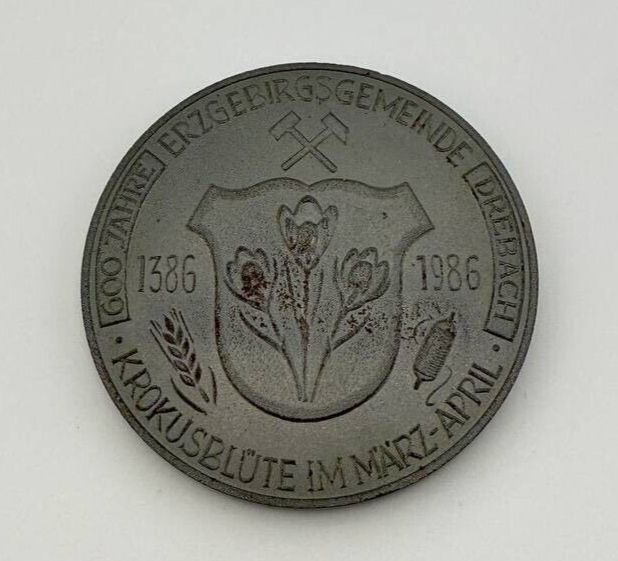 600 JAHRE ERZGEBIRGSGEMEINDE DREBACH
1386
1986
· KROKUSBLÜTE IM MÄRZ-APRIL ·